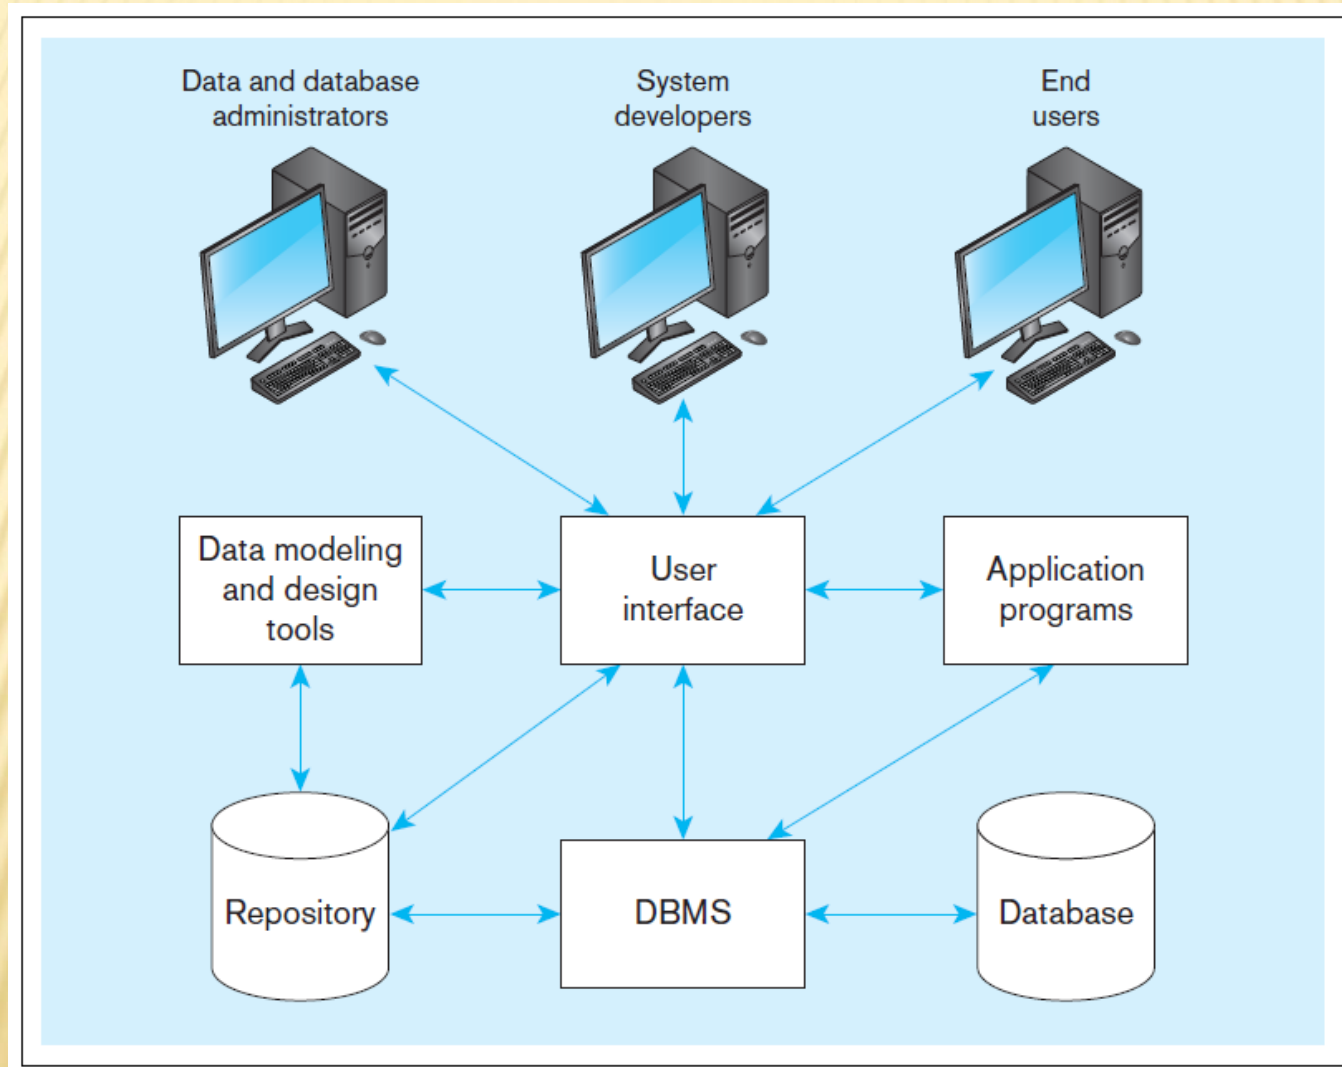 Data and database
administrators
System
developers
End
users
Data modeling
and design
tools
User
interface
Application
programs
Repository
DBMS
Database